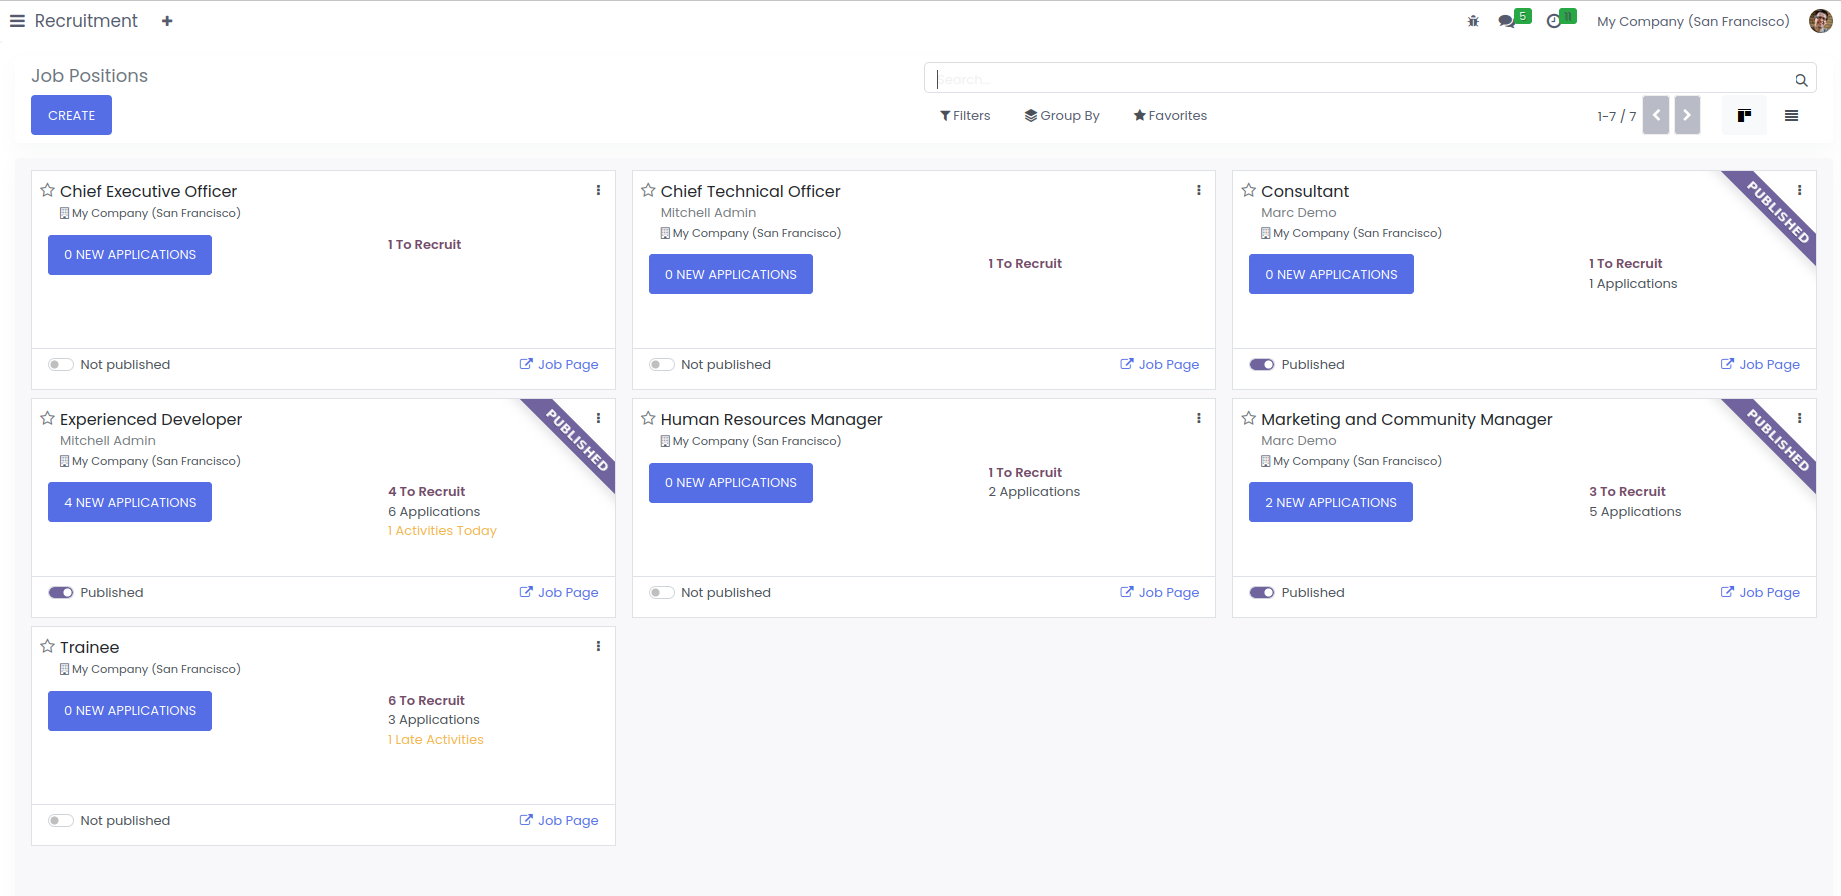 Recruitment
5
My Company (San Francisco)
Job Positions
Search...
CREATE
Filters
Group By
Favorites
1-7 / 7
Chief Executive Officer
My Company (San Francisco)
0 NEW APPLICATIONS
1 To Recruit
Not published
Job Page
Chief Technical Officer
Mitchell Admin
My Company (San Francisco)
0 NEW APPLICATIONS
1 To Recruit
Not published
Job Page
Consultant
Marc Demo
My Company (San Francisco)
PUBLISHED
0 NEW APPLICATIONS
1 To Recruit
1 Applications
Published
Job Page
Experienced Developer
Mitchell Admin
My Company (San Francisco)
PUBLISHED
4 NEW APPLICATIONS
4 To Recruit
6 Applications
1 Activities Today
Published
Job Page
Human Resources Manager
My Company (San Francisco)
0 NEW APPLICATIONS
1 To Recruit
2 Applications
Not published
Job Page
Marketing and Community Manager
Marc Demo
My Company (San Francisco)
PUBLISHED
2 NEW APPLICATIONS
3 To Recruit
5 Applications
Published
Job Page
Trainee
My Company (San Francisco)
0 NEW APPLICATIONS
6 To Recruit
3 Applications
1 Late Activities
Not published
Job Page